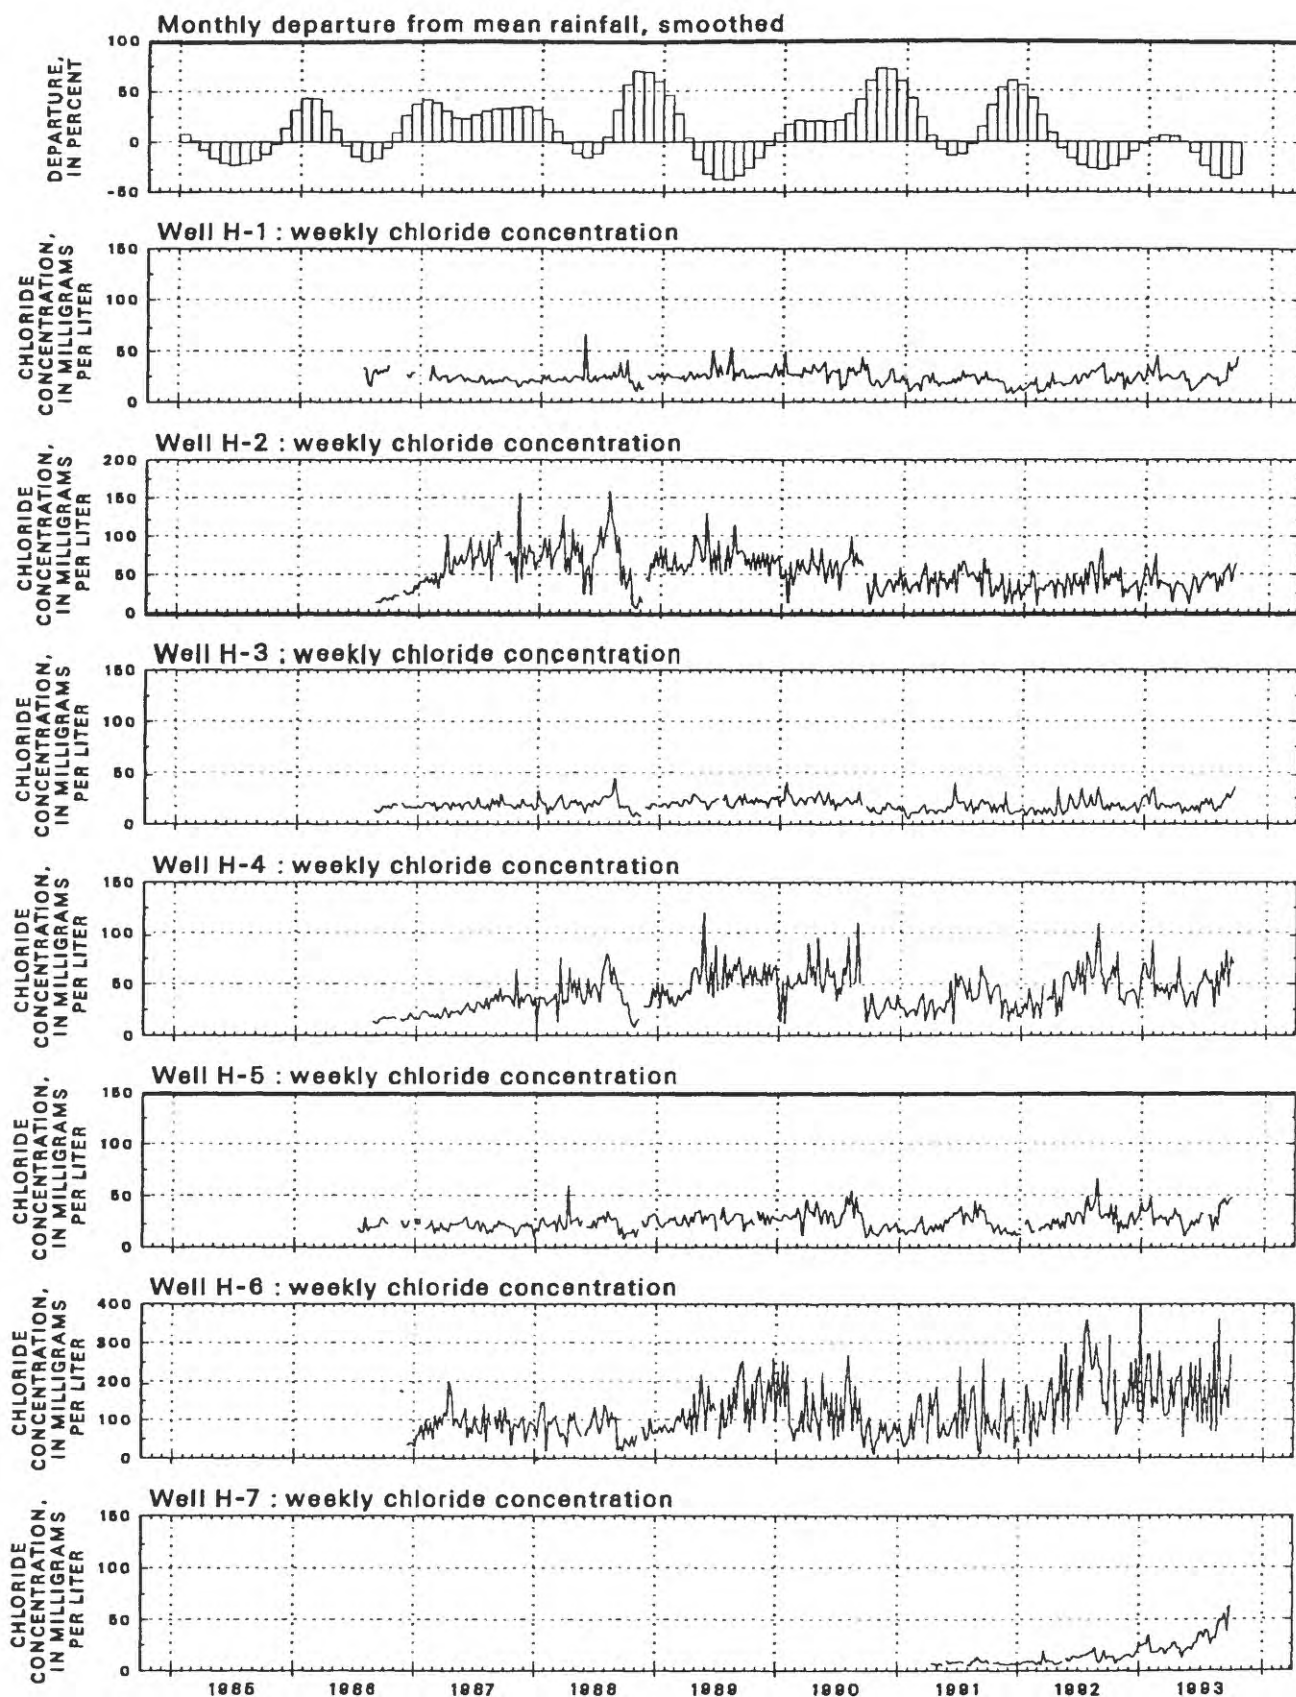 Monthly departure from mean rainfall, smoothed
DEPARTURE,
IN PERCENT
100
50
0
-50
Well H-1 : weekly chloride concentration
CHLORIDE
CONCENTRATION,
IN MILLIGRAMS
PER LITER
150
100
50
0
Well H-2 : weekly chloride concentration
CHLORIDE
CONCENTRATION,
IN MILLIGRAMS
PER LITER
200
150
100
50
0
Well H-3 : weekly chloride concentration
CHLORIDE
CONCENTRATION,
IN MILLIGRAMS
PER LITER
150
100
50
0
Well H-4 : weekly chloride concentration
CHLORIDE
CONCENTRATION,
IN MILLIGRAMS
PER LITER
150
100
50
0
Well H-5 : weekly chloride concentration
CHLORIDE
CONCENTRATION,
IN MILLIGRAMS
PER LITER
150
100
50
0
Well H-6 : weekly chloride concentration
CHLORIDE
CONCENTRATION,
IN MILLIGRAMS
PER LITER
400
300
200
100
0
Well H-7 : weekly chloride concentration
CHLORIDE
CONCENTRATION,
IN MILLIGRAMS
PER LITER
150
100
50
0
1985 1986 1987 1988 1989 1990 1991 1992 1993